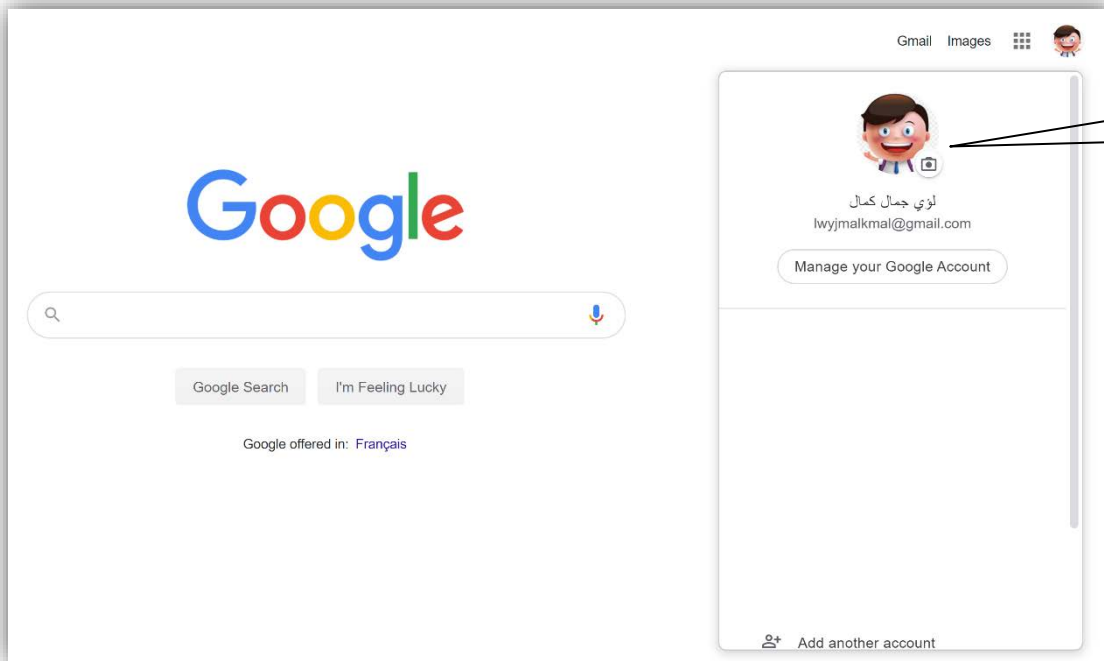 Gmail Images
لؤي جمال كمال
lwyjmalkmal@gmail.com
Manage your Google Account
Google
Google Search I'm Feeling Lucky
Google offered in: Français
Add another account